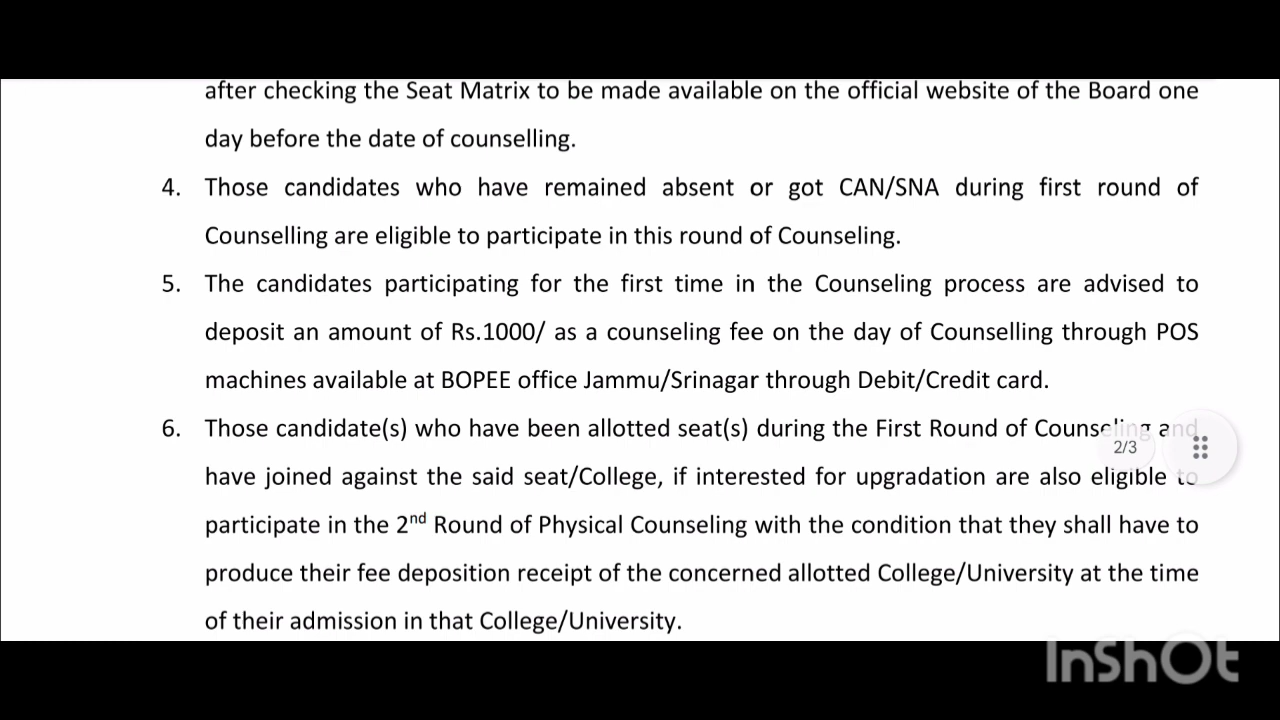 after checking the Seat Matrix to be made available on the official website of the Board one
day before the date of counselling.
4. Those candidates who have remained absent or got CAN/SNA during first round of
Counselling are eligible to participate in this round of Counseling.
5. The candidates participating for the first time in the Counseling process are advised to
deposit an amount of Rs.1000/ as a counseling fee on the day of Counselling through POS
machines available at BOPEE office Jammu/Srinagar through Debit/Credit card.
6. Those candidate(s) who have been allotted seat(s) during the First Round of Counseling and
2/3
have joined against the said seat/College, if interested for upgradation are also eligible to
participate in the 2nd Round of Physical Counseling with the condition that they shall have to
produce their fee deposition receipt of the concerned allotted College/University at the time
of their admission in that College/University.
InShOt